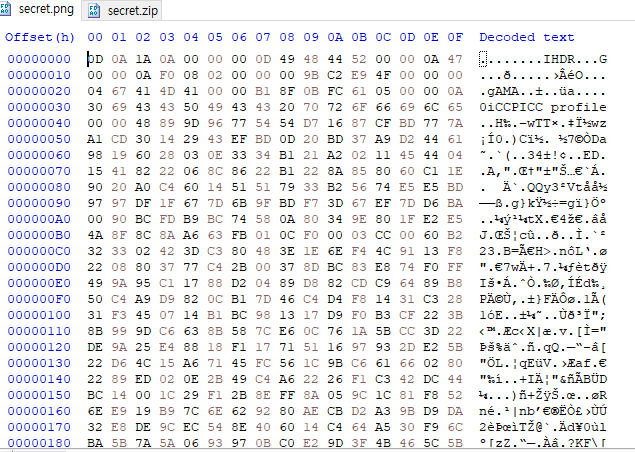 secret.png secret.zip
Offset(h) 00 01 02 03 04 05 06 07 08 09 0A 0B 0C 0D 0E 0F Decoded text
00000000 0D 0A 1A 0A 00 00 00 0D 49 48 44 52 00 00 0A 47 ........IHDR...G
00000010 00 00 0A F0 08 02 00 00 00 9B C2 E9 4F 00 00 00 ...ð.....›ÂéO...
00000020 04 67 41 4D 41 00 00 B1 8F 0B FC 61 05 00 00 0A .gAMA..±..üa....
00000030 30 69 43 43 50 49 43 43 20 70 72 6F 66 69 6C 65 0iCCPICC profile
00000040 00 00 48 89 9D 96 77 54 54 D7 16 87 CF BD 77 7A ..H‰.–wTT×.‡Ï½wz
00000050 A1 CD 30 14 29 43 EF BD 0D 20 BD 37 A9 D2 44 61 ¡Í0.)Cï½. ½7©ÒDa
00000060 98 19 60 28 03 0E 33 34 B1 21 A2 02 11 45 44 04 ˜.`(..34±!¢..ED.
00000070 15 41 82 22 06 8C 86 22 B1 22 8A 85 80 60 C1 1E .A‚".Œ†"±"Š…€`Á.
00000080 90 20 A0 C4 60 14 51 51 79 33 B2 56 74 E5 E5 BD . Ä`.QQy3²Vtåå½
00000090 97 97 DF 1F 67 7D 6B 9F BD F7 3D 67 EF 7D D6 BA ——ß.g}kŸ½÷=gï}Öº
000000A0 00 90 BC FD B9 BC 74 58 0A 80 34 9E 80 1F E2 E5 ..¼ý¹¼tX.€4ž€.âå
000000B0 4A 8F 8C 8A A6 63 FB 01 0C F0 00 03 CC 00 60 B2 J.ŒŠ¦cû..ð..Ì.`²
000000C0 32 33 02 42 3D C3 80 48 3E 1E 6E F4 4C 91 13 F8 23.B=Ã€H>.nôL‘.ø
000000D0 22 08 80 37 77 C4 2B 00 37 8D BC 83 E8 74 F0 FF ".€7wÄ+.7.¼ƒètðÿ
000000E0 49 9A 95 C1 17 88 D2 04 89 D8 82 CD C9 64 89 B8 Iš•Á.ˆÒ.‰Ø‚ÍÉd‰¸
000000F0 50 C4 A9 D9 82 0C B1 7D 46 C4 D4 F8 14 31 C3 28 PÄ©Ù‚.±}FÄÔø.1Ã(
00000100 31 F3 45 07 14 B1 BC 98 13 17 D9 F0 B3 CF 22 3B 1óE..±¼˜..Ùð³Ï";
00000110 8B 99 9D C6 63 8B 58 7C E6 0C 76 1A 5B CC 3D 22 ‹™.Æc‹X|æ.v.[Ì="
00000120 DE 9A 25 E4 88 18 F1 17 71 51 16 97 93 2D E2 5B Þš%äˆ.ñ.qQ.—“-â[
00000130 22 D6 4C 15 A6 71 45 FC 56 1C 9B C6 61 66 02 80 "ÖL.¦qEüV.›Æaf.€
00000140 22 89 ED 02 0E 2B 49 C4 A6 22 26 F1 C3 42 DC 44 "‰í..+IÄ¦"&ñÃBÜD
00000150 BC 14 00 1C 29 F1 2B 8E FF 8A 05 9C 1C 81 F8 52 ¼...)ñ+ŽÿŠ.œ..øR
00000160 6E E9 19 B9 7C 6E 62 92 80 AE CB D2 A3 9B D9 DA né.¹|nb’€®ËÒ£›ÙÚ
00000170 32 E8 DE 9C EC 54 8E 40 60 14 C4 64 A5 30 F9 6C 2èÞœìTŽ@`.Äd¥0ùl
00000180 BA 5B 7A 5A 06 93 97 0B C0 E2 9D 3F 4B 46 5C 5B º[zZ.“—.Àâ.?KF\[